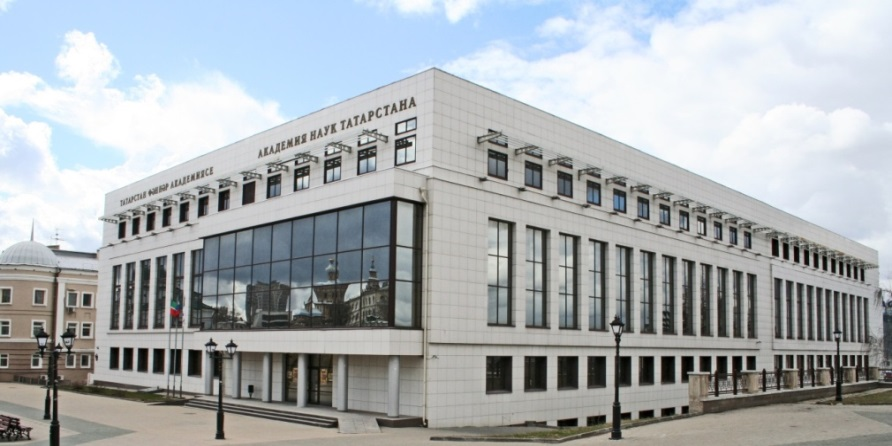 ТАТАРСТАН ФӘННӘР АКАДЕМИЯСЕ
АКАДЕМИЯ НАУК ТАТАРСТАНА